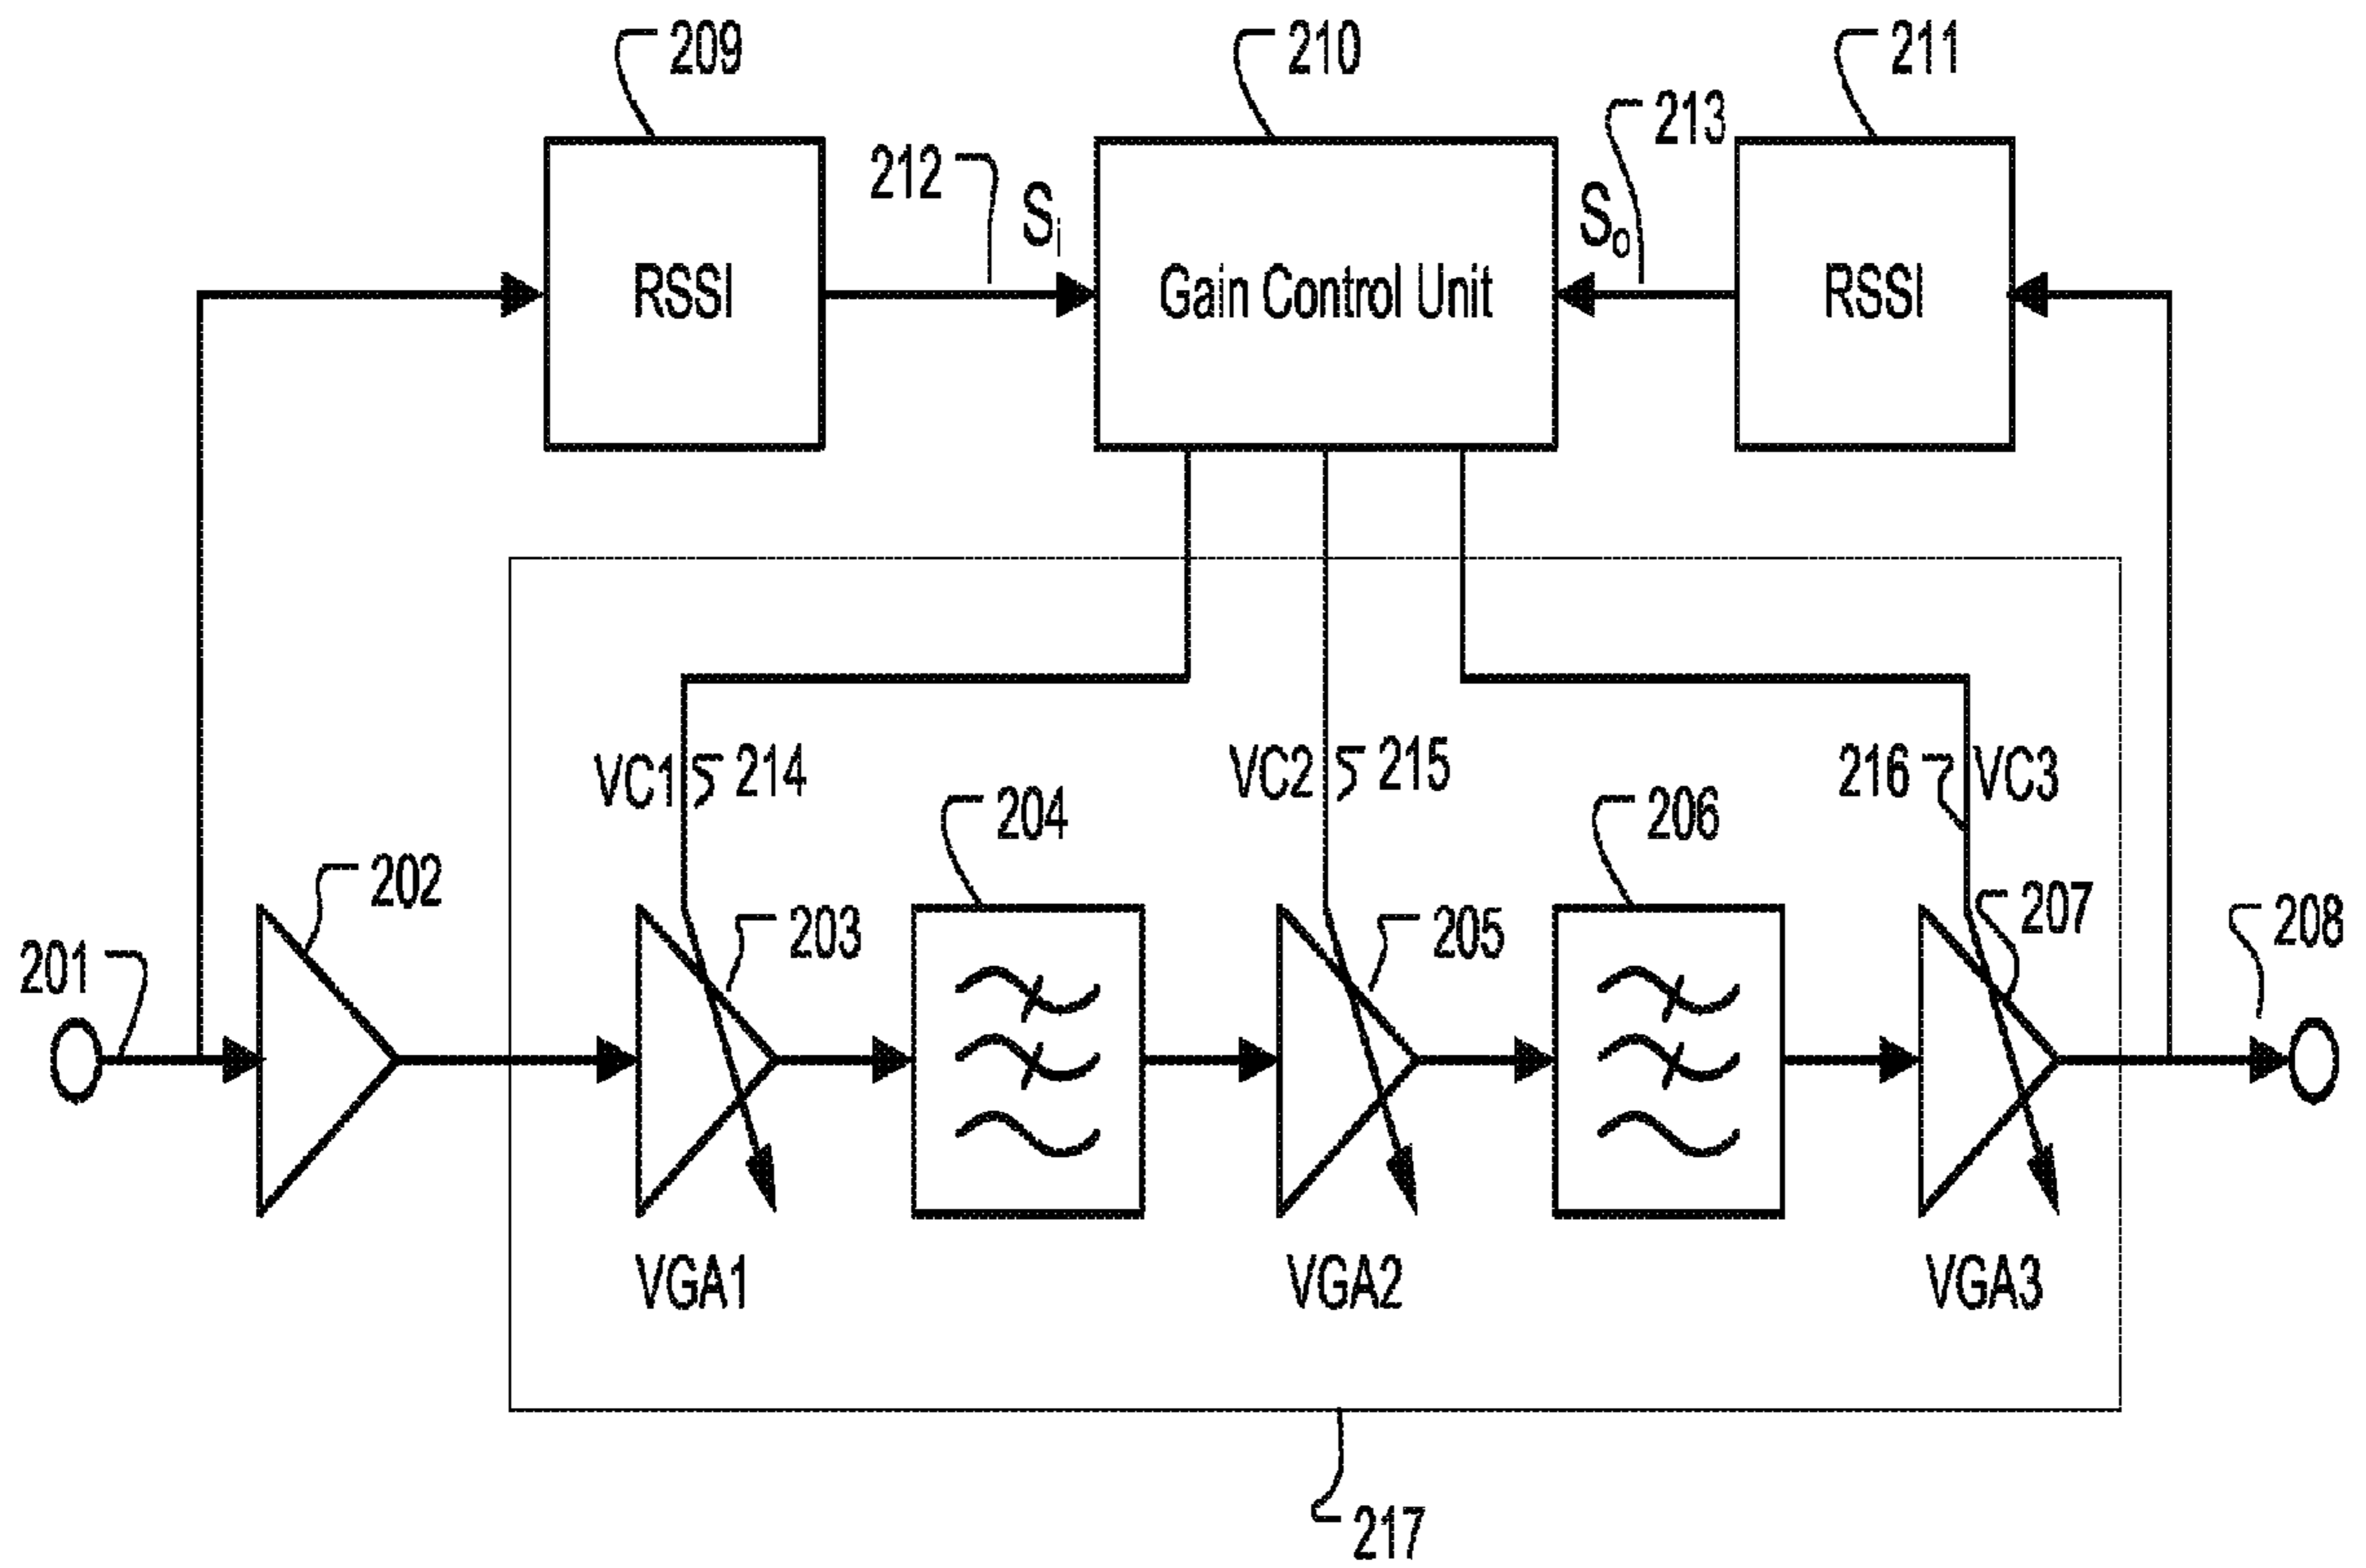 209
210
211
212
213
Si
So
RSSI
Gain Control Unit
RSSI
VC1
214
VC2
215
216
VC3
204
206
202
203
205
207
208
201
VGA1
VGA2
VGA3
217